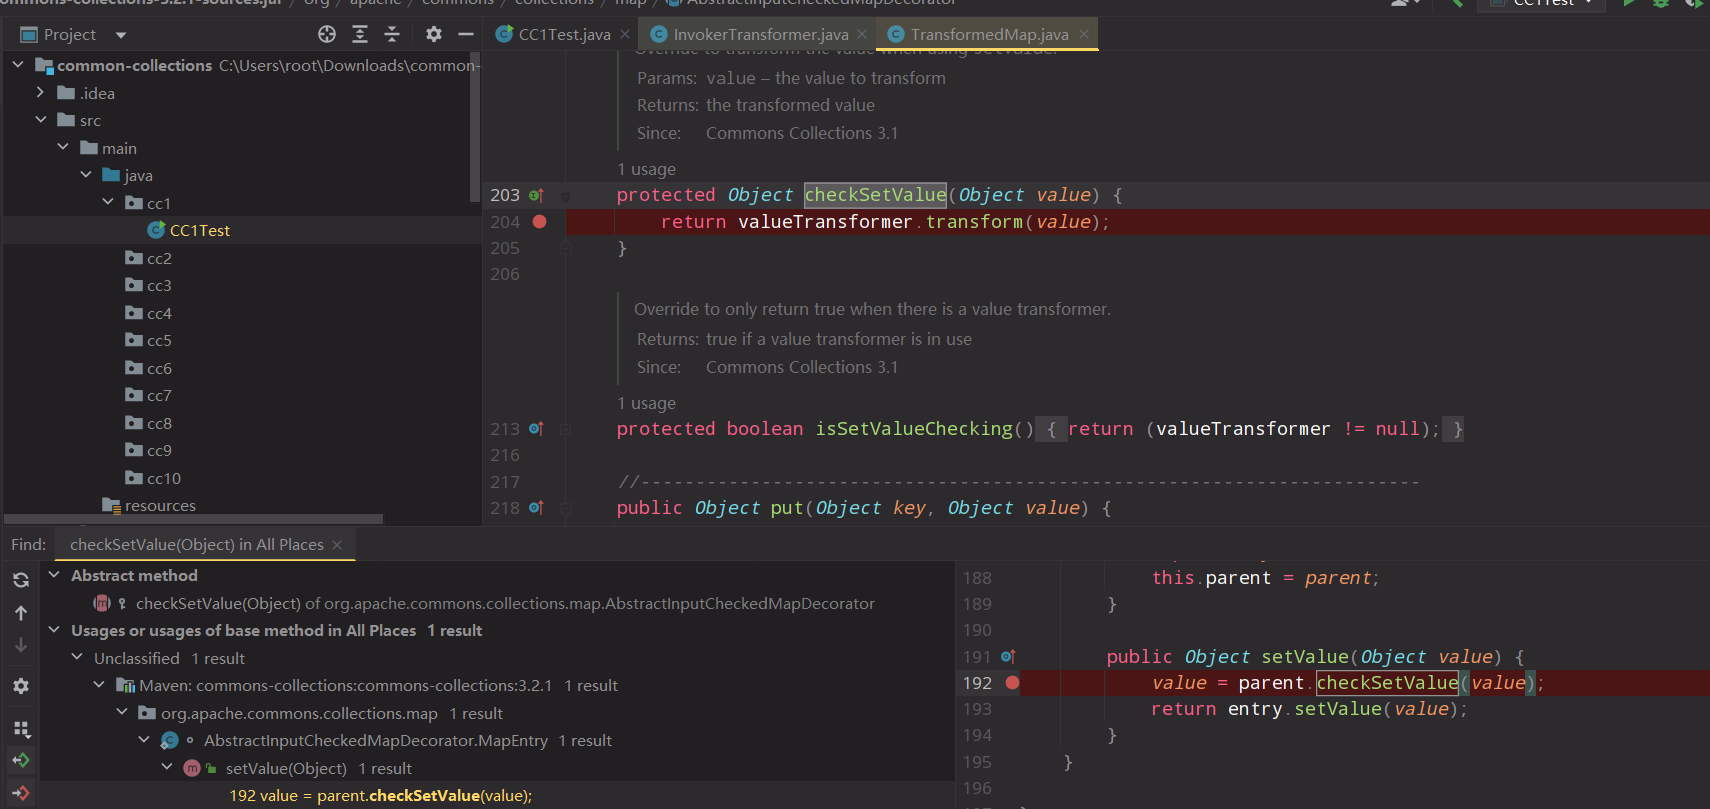 commons-collections-3.2.1-sources.jar / org / apache / commons / collections / map / AbstractInputCheckedMapDecorator
CC1Test
Project
CC1Test.java
InvokerTransformer.java
TransformedMap.java
common-collections C:\Users\root\Downloads\common-
.idea
src
main
java
cc1
CC1Test
cc2
cc3
cc4
cc5
cc6
cc7
cc8
cc9
cc10
resources
Override to transform the value when using setValue.
Params: value – the value to transform
Returns: the transformed value
Since: Commons Collections 3.1
1 usage
203 protected Object checkSetValue(Object value) {
204 return valueTransformer.transform(value);
205 }
206
Override to only return true when there is a value transformer.
Returns: true if a value transformer is in use
Since: Commons Collections 3.1
1 usage
213 protected boolean isSetValueChecking() { return (valueTransformer != null); }
216
217 //-----------------------------------------------------------------------
218 public Object put(Object key, Object value) {
Find: checkSetValue(Object) in All Places
Abstract method
checkSetValue(Object) of org.apache.commons.collections.map.AbstractInputCheckedMapDecorator
Usages or usages of base method in All Places 1 result
Unclassified 1 result
Maven: commons-collections:commons-collections:3.2.1 1 result
org.apache.commons.collections.map 1 result
AbstractInputCheckedMapDecorator.MapEntry 1 result
setValue(Object) 1 result
192 value = parent.checkSetValue(value);
188 this.parent = parent;
189 }
190
191 public Object setValue(Object value) {
192 value = parent.checkSetValue(value);
193 return entry.setValue(value);
194 }
195 }
196